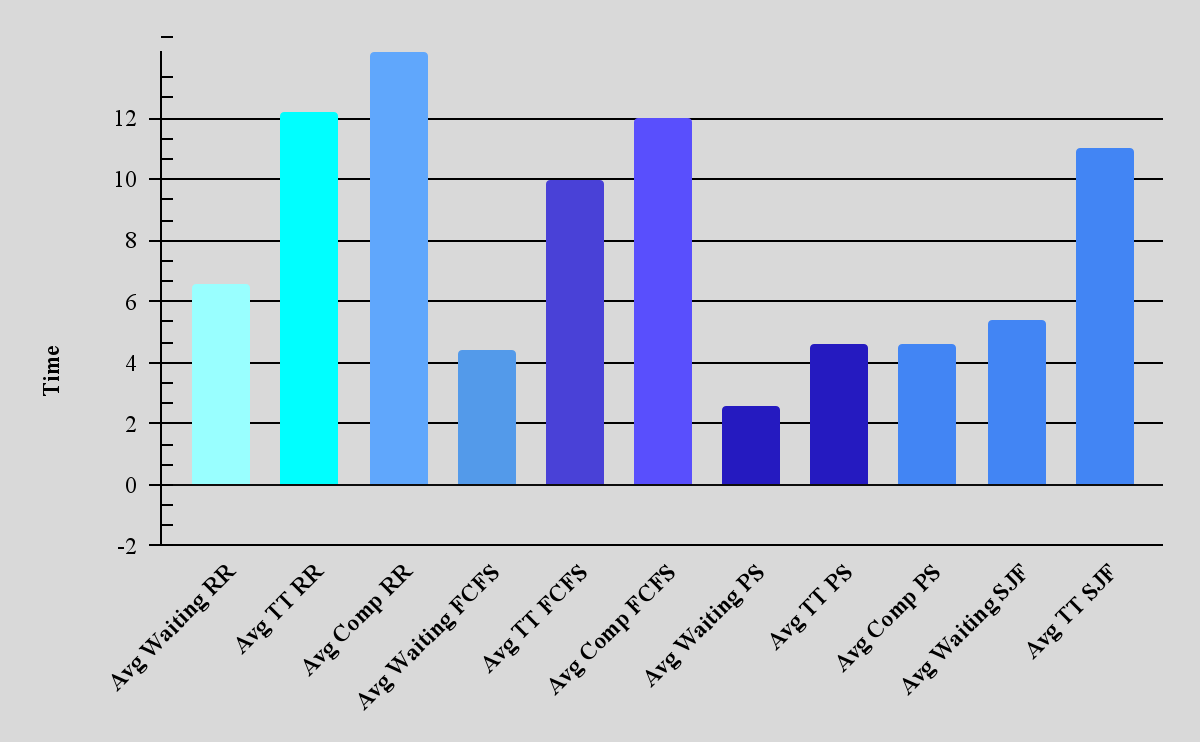 12
10
8
6
4
2
0
-2
Time
Avg Waiting RR
Avg TT RR
Avg Comp RR
Avg Waiting FCFS
Avg TT FCFS
Avg Comp FCFS
Avg Waiting PS
Avg TT PS
Avg Comp PS
Avg Waiting SJF
Avg TT SJF